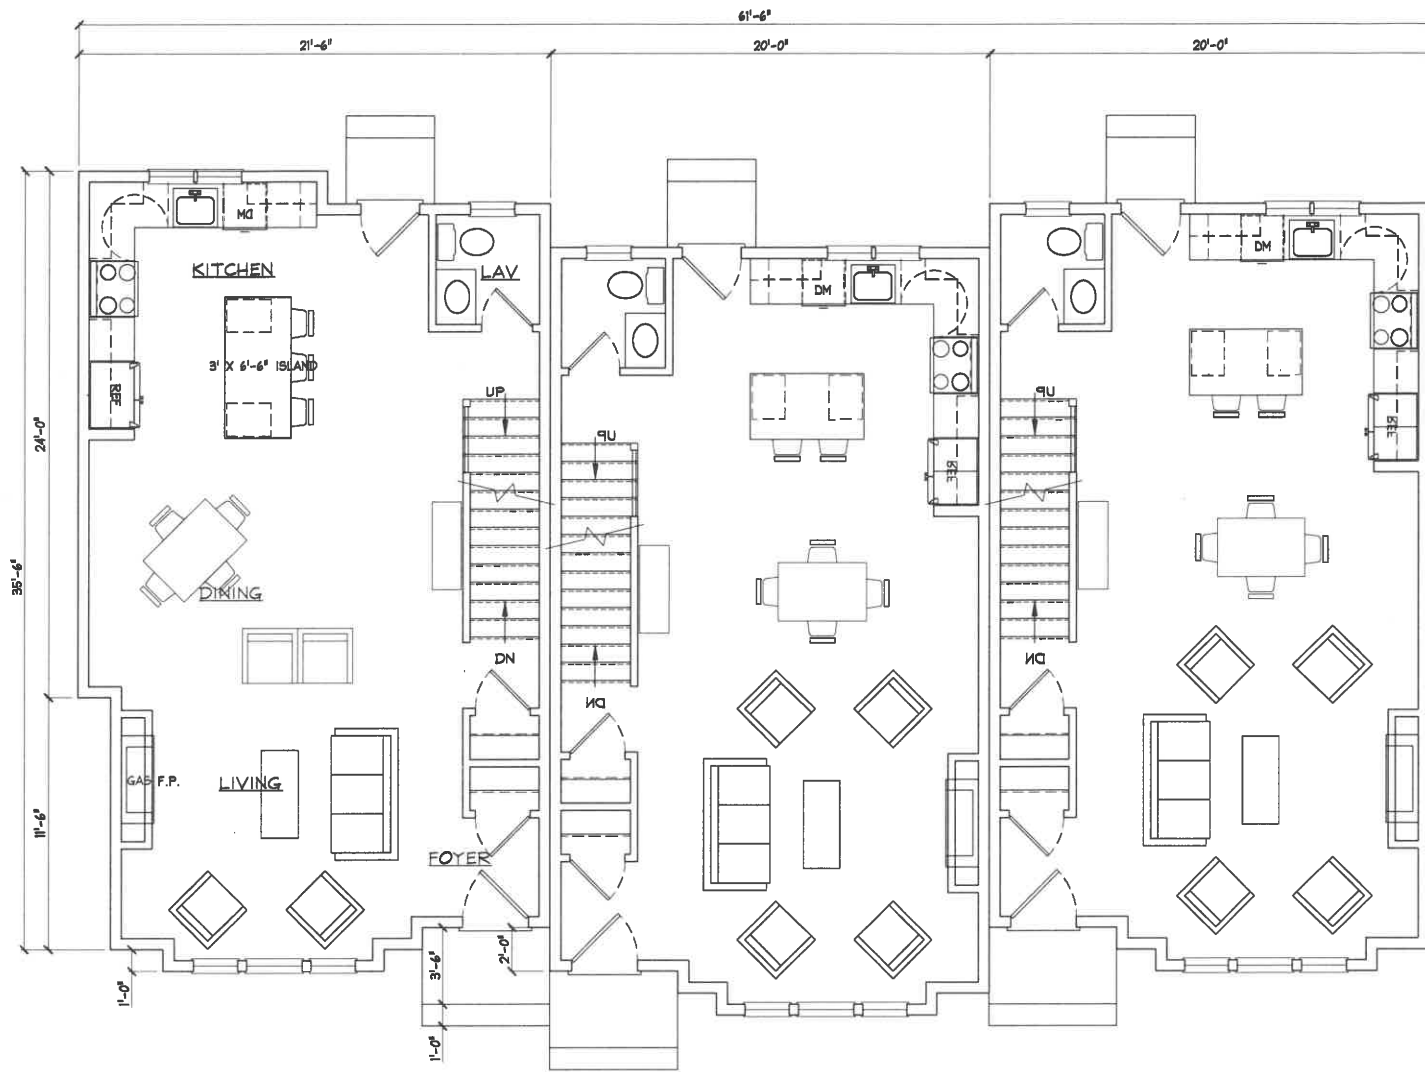 61'-6"
21'-6"
20'-0"
20'-0"
DW
DM
DM
KITCHEN
LAV
3' X 6'-6" ISLAND
REF
REF
REF
UP
UP
UP
24'-0"
35'-6"
DINING
DN
DN
DN
GAS F.P.
LIVING
FOYER
11'-6"
1'-0"
3'-6"
2'-0"
1'-0"